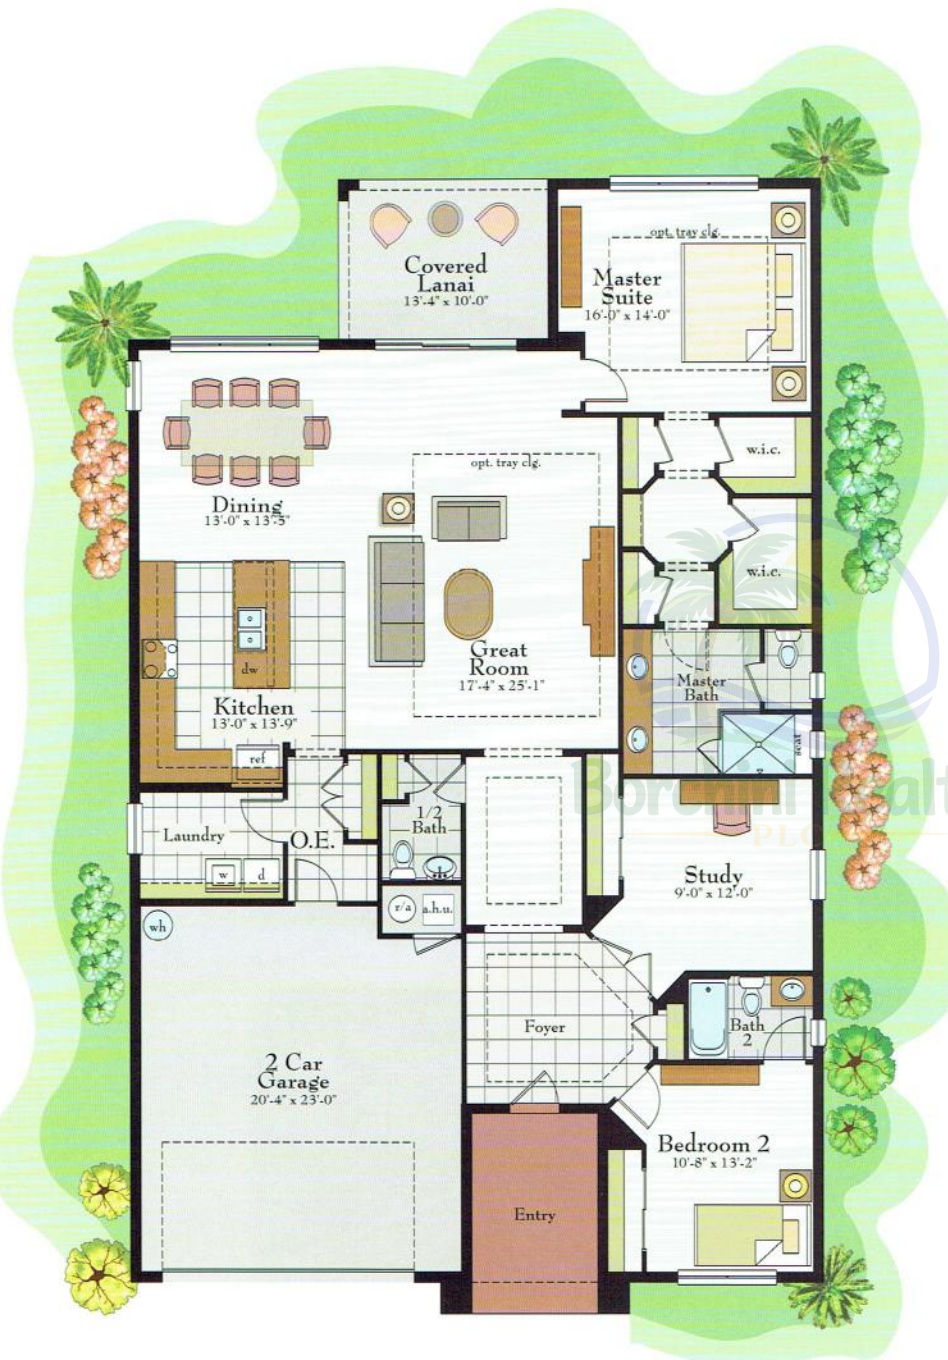 opt. tray clg.
Covered
Lanai
13'-4" x 10'-0"
Master
Suite
16'-0" x 14'-0"
w.i.c.
opt. tray clg.
Dining
13'-0" x 13'-5"
w.i.c.
dw
Great
Room
17'-4" x 25'-1"
Master
Bath
Kitchen
13'-0" x 13'-9"
seat
ref
1/2
Bath
Laundry
O.E.
w
d
Study
9'-0" x 12'-0"
r/a
a.h.u.
wh
Foyer
Bath
2
2 Car
Garage
20'-4" x 23'-0"
Bedroom 2
10'-8" x 13'-2"
Entry